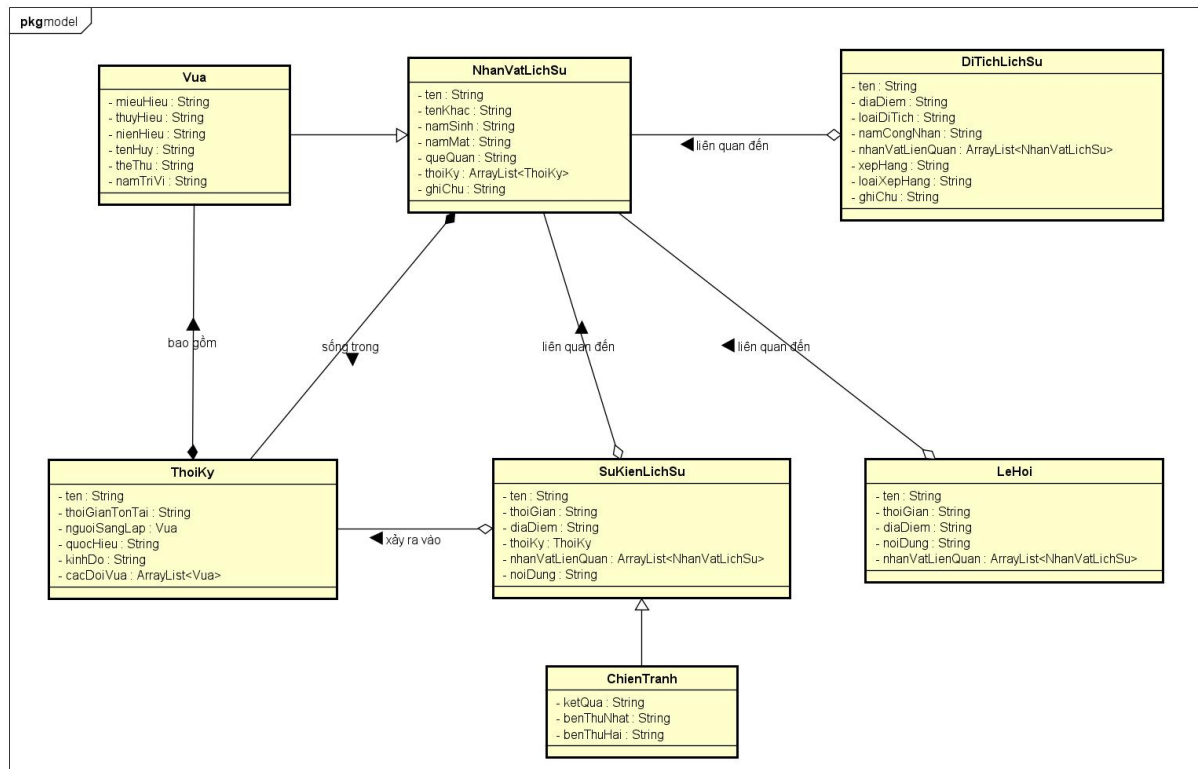 pkg model
Vua
- mieuHieu : String
- thuyHieu : String
- nienHieu : String
- tenHuy : String
- theThu : String
- namTriVi : String
NhanVatLichSu
- ten : String
- tenKhac : String
- namSinh : String
- namMat : String
- queQuan : String
- thoiKy : ArrayList<ThoiKy>
- ghiChu : String
DiTichLichSu
- ten : String
- diaDiem : String
- loaiDiTich : String
- namCongNhan : String
- nhanVatLienQuan : ArrayList<NhanVatLichSu>
- xepHang : String
- loaiXepHang : String
- ghiChu : String
liên quan đến
bao gồm
sống trong
liên quan đến
liên quan đến
ThoiKy
- ten : String
- thoiGianTonTai : String
- nguoiSangLap : Vua
- quocHieu : String
- kinhDo : String
- cacDoiVua : ArrayList<Vua>
xảy ra vào
SuKienLichSu
- ten : String
- thoiGian : String
- diaDiem : String
- thoiKy : ThoiKy
- nhanVatLienQuan : ArrayList<NhanVatLichSu>
- noiDung : String
LeHoi
- ten : String
- thoiGian : String
- diaDiem : String
- noiDung : String
- nhanVatLienQuan : ArrayList<NhanVatLichSu>
ChienTranh
- ketQua : String
- benThuNhat : String
- benThuHai : String